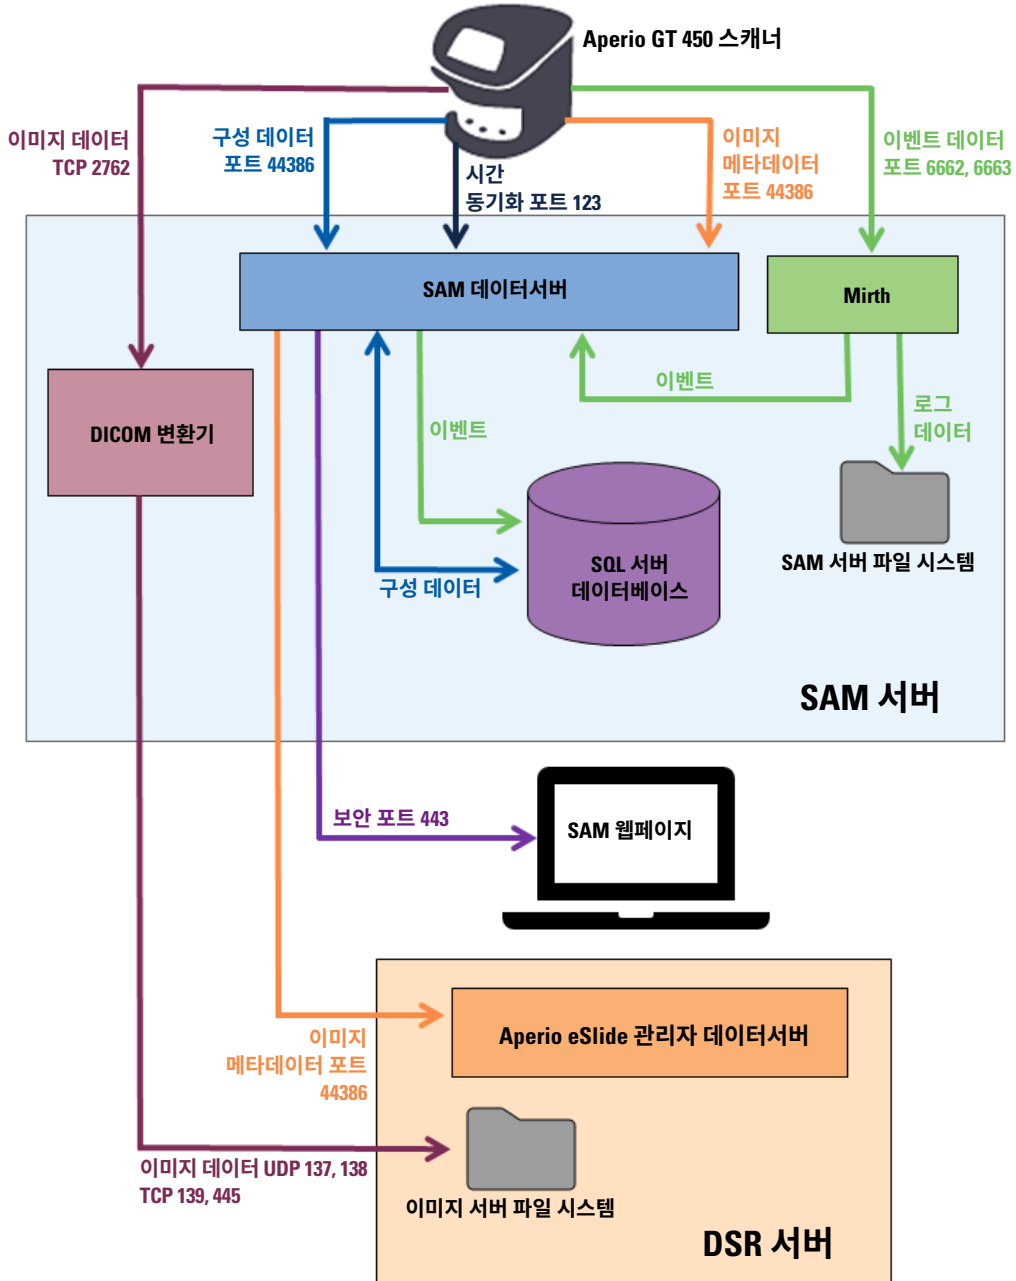 Aperio GT 450 스캐너
이미지 데이터
TCP 2762
구성 데이터
포트 44386
시간
동기화 포트 123
이미지
메타데이터
포트 44386
이벤트 데이터
포트 6662, 6663
SAM 데이터서버
Mirth
이벤트
로그
데이터
DICOM 변환기
이벤트
SQL 서버
데이터베이스
구성 데이터
SAM 서버 파일 시스템
SAM 서버
보안 포트 443
SAM 웹페이지
Aperio eSlide 관리자 데이터서버
이미지
메타데이터 포트
44386
이미지 데이터 UDP 137, 138
TCP 139, 445
이미지 서버 파일 시스템
DSR 서버